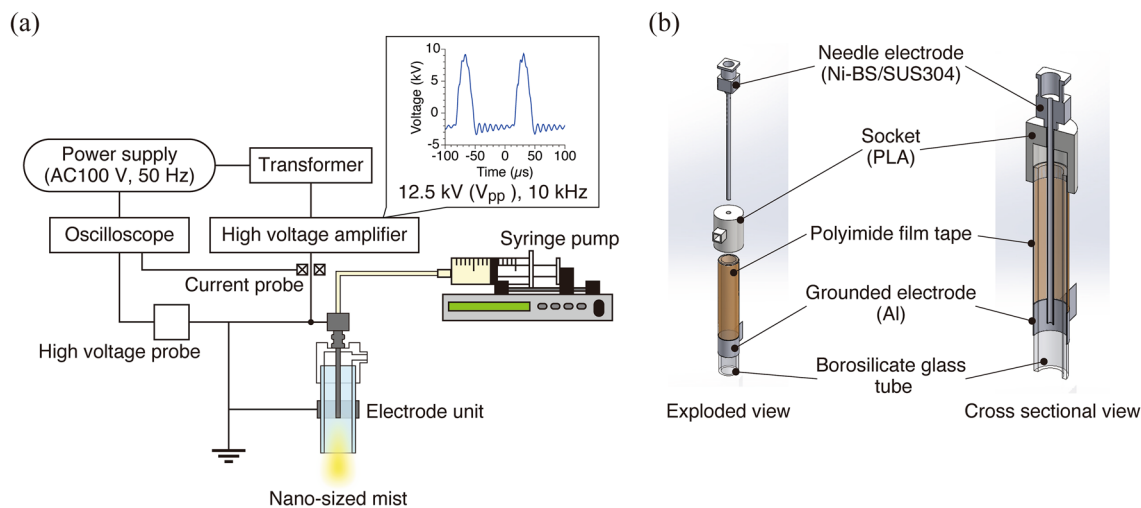 (a)
10
5
0
-5
Voltage (kV)
-100
-50
0
50
100
Time (µs)
12.5 kV (Vpp), 10 kHz
Power supply
(AC100 V, 50 Hz)
Transformer
Oscilloscope
High voltage amplifier
Syringe pump
Current probe
High voltage probe
Electrode unit
Nano-sized mist
(b)
Needle electrode
(Ni-BS/SUS304)
Socket
(PLA)
Polyimide film tape
Grounded electrode
(Al)
Borosilicate glass
tube
Exploded view
Cross sectional view